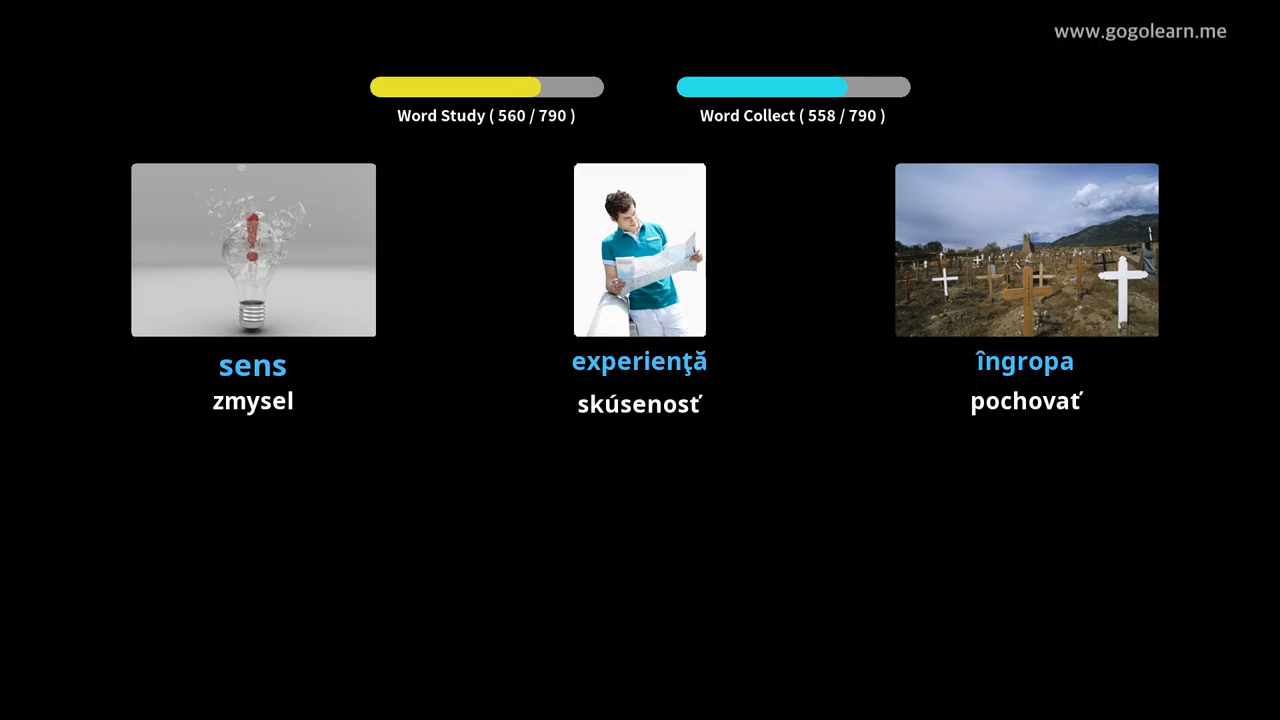 www.gogolearn.me
Word Study ( 560 / 790 )
Word Collect ( 558 / 790 )
sens
zmysel
experienţă
skúsenosť
îngropa
pochovať